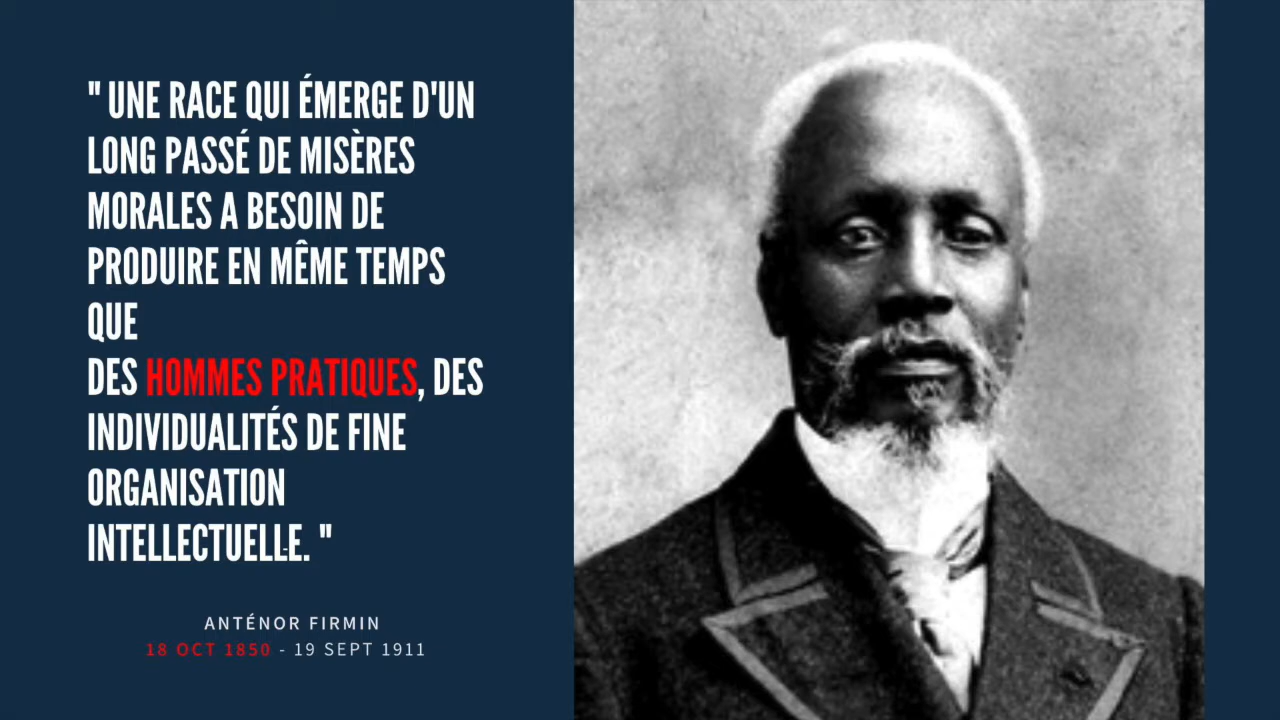 " UNE RACE QUI ÉMERGE D'UN
LONG PASSÉ DE MISÈRES
MORALES A BESOIN DE
PRODUIRE EN MÊME TEMPS
QUE
DES HOMMES PRATIQUES, DES
INDIVIDUALITÉS DE FINE
ORGANISATION
INTELLECTUELLE. "
ANTÉNOR FIRMIN
18 OCT 1850 - 19 SEPT 1911